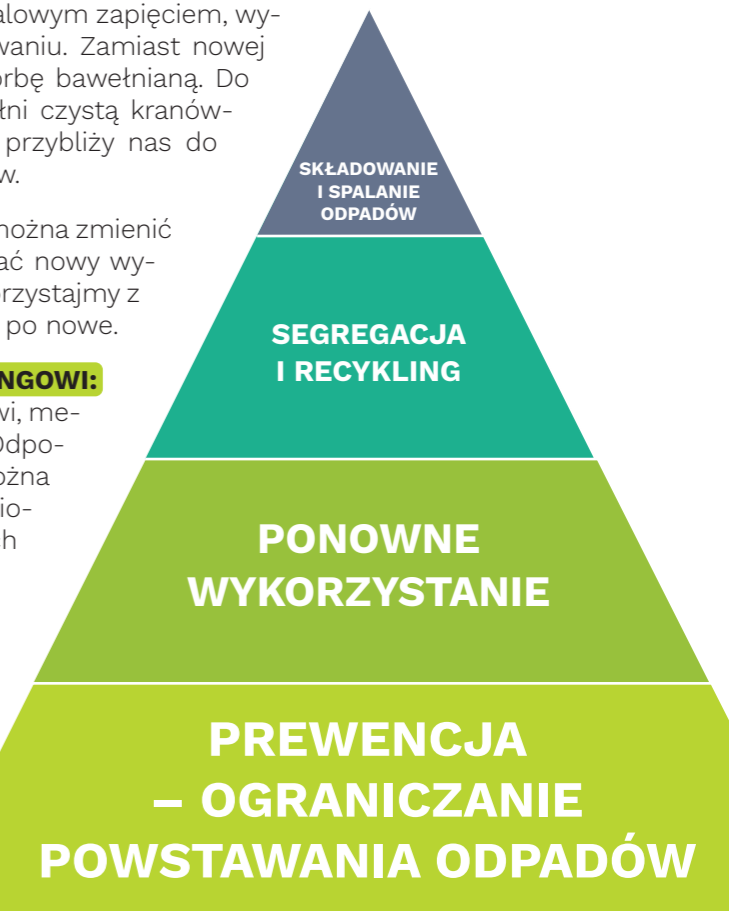 alowym zapięciem, wy-
waniu. Zamiast nowej
orbę bawełnianą. Do
łni czystą kranów-
przybliży nas do
w.
można zmienić
ać nowy wy-
orzystajmy z
po nowe.
NGOWI:
wi, me-
Odpo-
ożna
io-
ch
SKŁADOWANIE
I SPALANIE
ODPADÓW
SEGREGACJA
I RECYKLING
PONOWNE
WYKORZYSTANIE
PREWENCJA
– OGRANICZANIE
POWSTAWANIA ODPADÓW